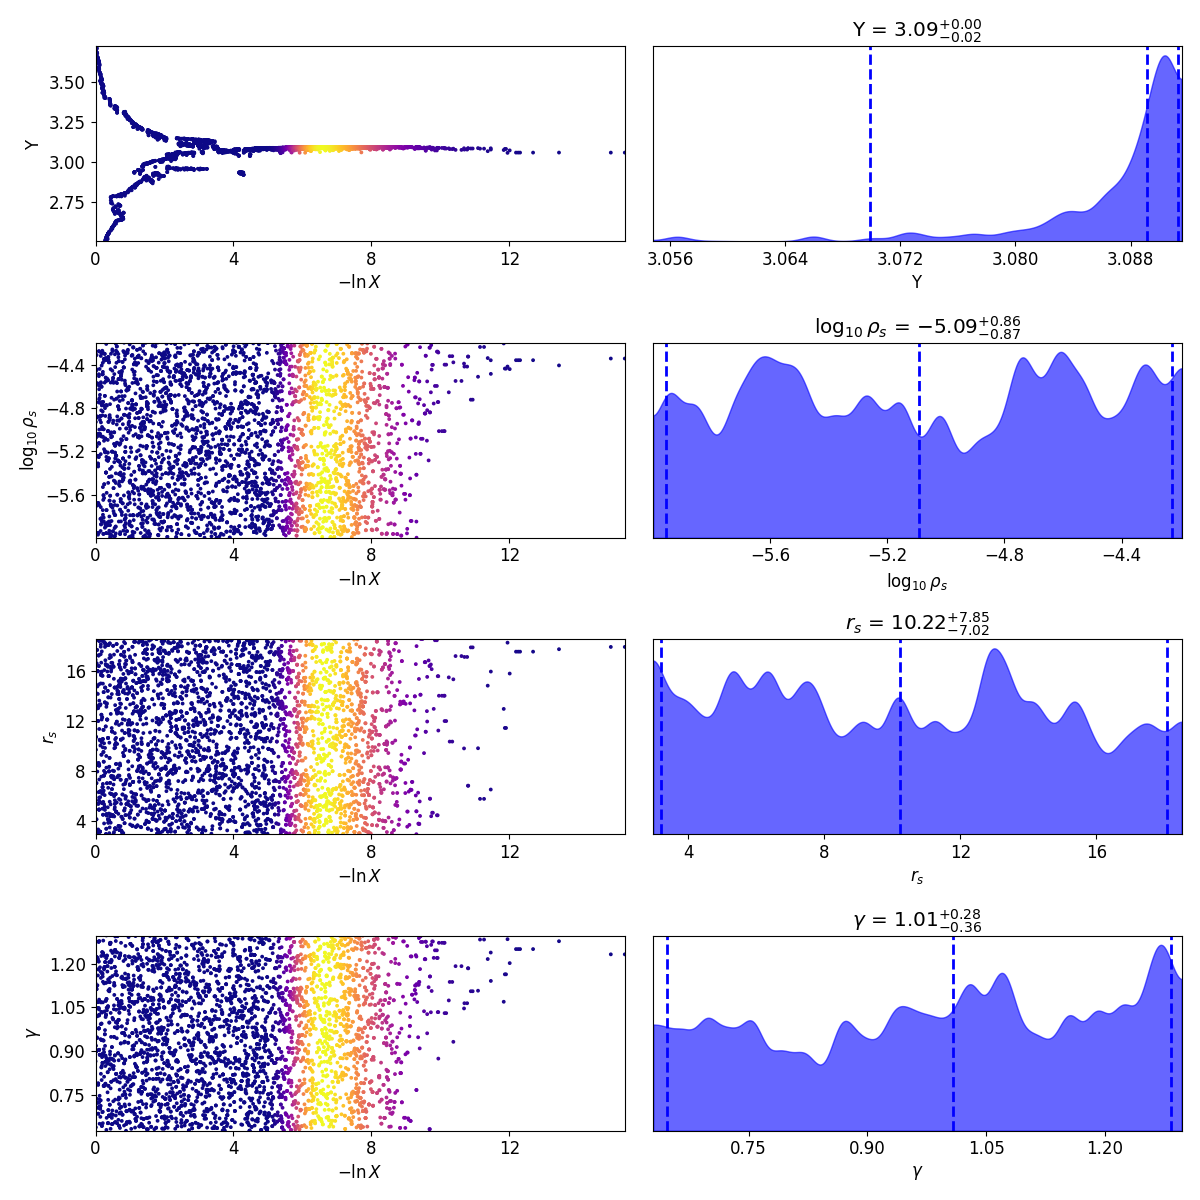 Y = 3.09^{+0.00}_{−0.02}
3.50
3.25
3.00
2.75
Y
0 4 8 12
−ln X
3.056 3.064 3.072 3.080 3.088
Y
log₁₀ ρₛ = −5.09^{+0.86}_{−0.87}
−4.4
−4.8
−5.2
−5.6
log₁₀ ρₛ
0 4 8 12
−ln X
−5.6 −5.2 −4.8 −4.4
log₁₀ ρₛ
rₛ = 10.22^{+7.85}_{−7.02}
16
12
8
4
rₛ
0 4 8 12
−ln X
4 8 12 16
rₛ
γ = 1.01^{+0.28}_{−0.36}
1.20
1.05
0.90
0.75
γ
0 4 8 12
−ln X
0.75 0.90 1.05 1.20
γ